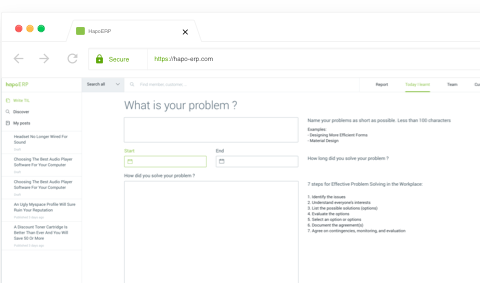 HapoERP
Secure
https://hapo-erp.com
hapoERP
Search all
Report
Team
Write TIL
Discover
My posts
Headset No Longer Wired For
Sound
Choosing The Best Audio Player
Software For Your Computer
Choosing The Best Audio Player
Software For Your Computer
An Ugly Myspace Profile Will Sure
Ruin Your Reputation
A Discount Toner Cartridge Is
Better Than Ever And You Will
Save 50 Or More
What is your problem ?
Start
End
How did you solve your problem ?
Name your problems as short as possible. Less than 100 characters
Examples:
- Designing More Efficient Forms
- Material Design
How long did you solve your problem ?
7 steps for Effective Problem Solving in the Workplace:
1. Identify the issues
2. Understand everyone's interests
3. List the possible solutions (options)
4. Evaluate the options
5. Select an option or options
6. Document the agreement(s)
7. Agree on contingencies, monitoring, and evaluation